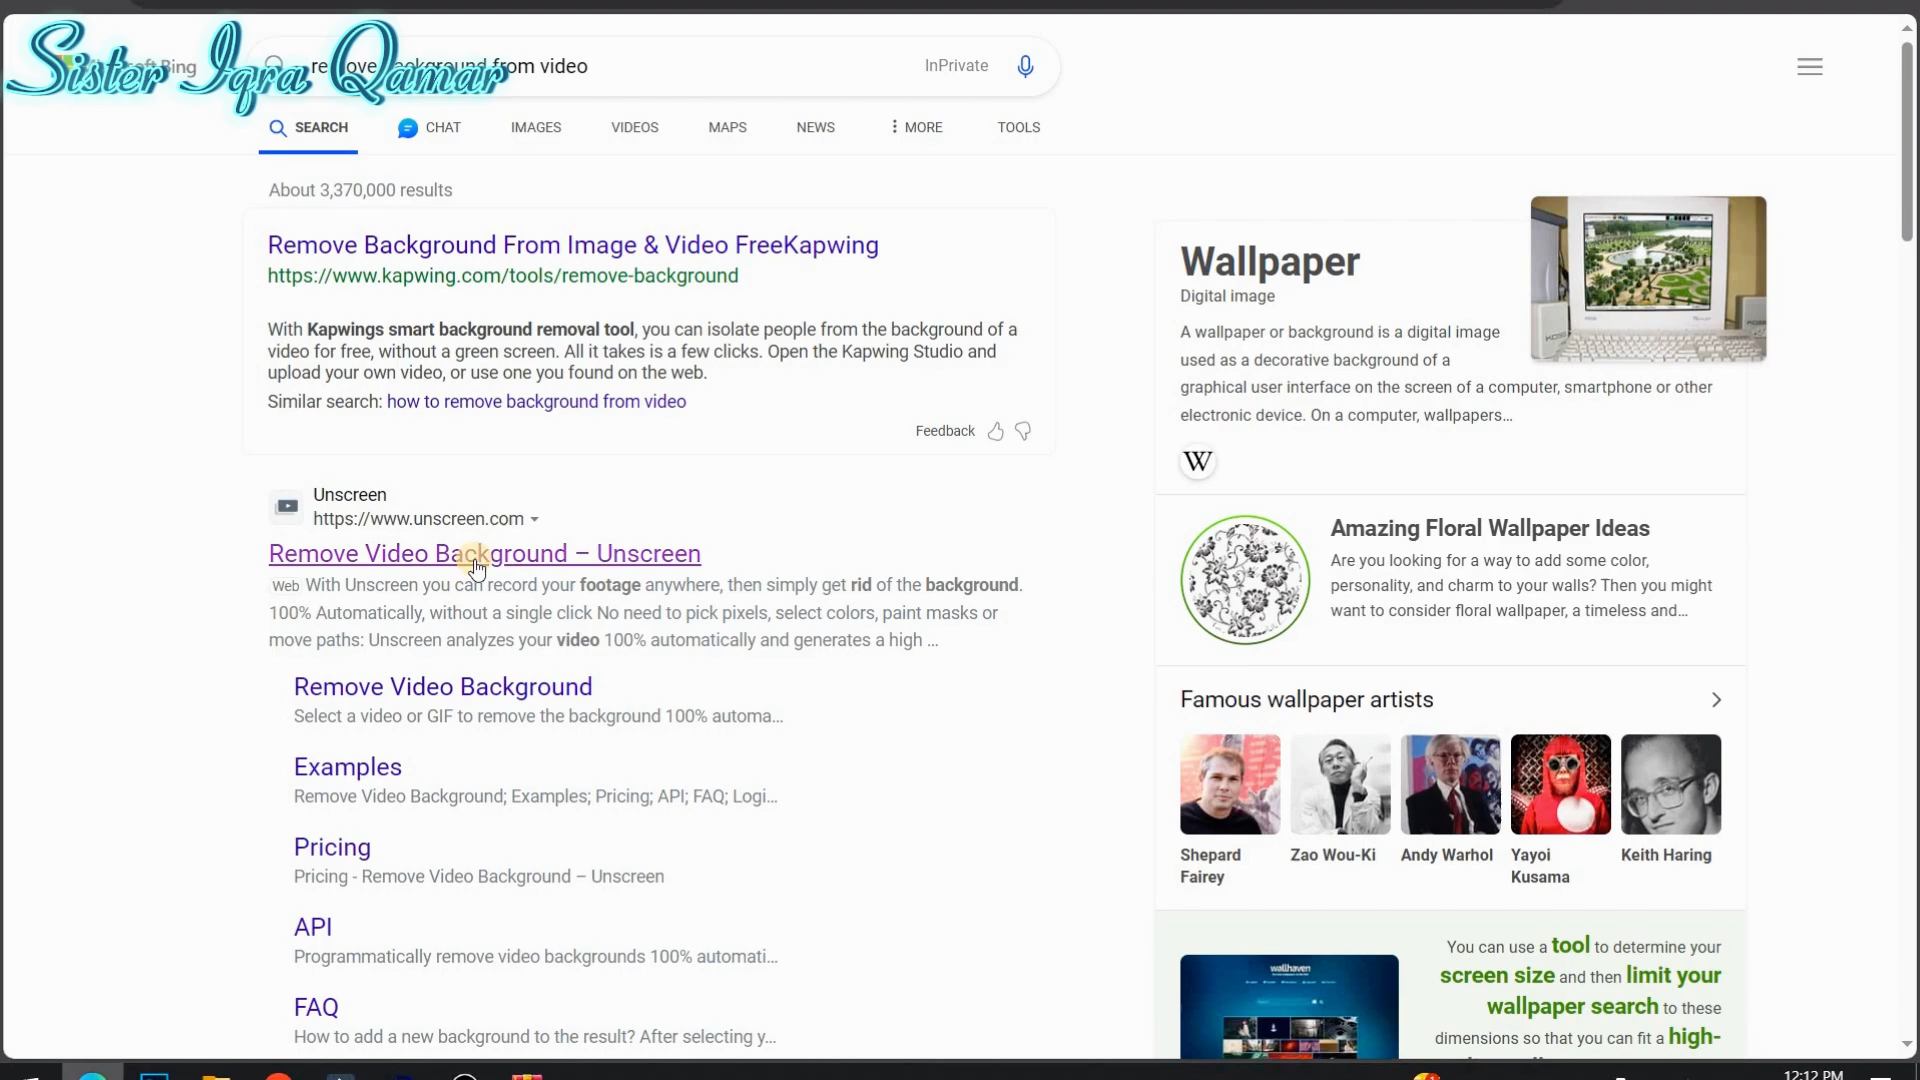 Sister Iqra Qamar
Bing
remove background from video
InPrivate
SEARCH
CHAT
IMAGES
VIDEOS
MAPS
NEWS
MORE
TOOLS
About 3,370,000 results
Remove Background From Image & Video FreeKapwing
https://www.kapwing.com/tools/remove-background
With Kapwings smart background removal tool, you can isolate people from the background of a
video for free, without a green screen. All it takes is a few clicks. Open the Kapwing Studio and
upload your own video, or use one you found on the web.
Similar search: how to remove background from video
Feedback
Unscreen
https://www.unscreen.com
Remove Video Background – Unscreen
Web With Unscreen you can record your footage anywhere, then simply get rid of the background.
100% Automatically, without a single click No need to pick pixels, select colors, paint masks or
move paths: Unscreen analyzes your video 100% automatically and generates a high ...
Remove Video Background
Select a video or GIF to remove the background 100% automa...
Examples
Remove Video Background; Examples; Pricing; API; FAQ; Logi...
Pricing
Pricing - Remove Video Background – Unscreen
API
Programmatically remove video backgrounds 100% automati...
FAQ
How to add a new background to the result? After selecting y...
Wallpaper
Digital image
A wallpaper or background is a digital image
used as a decorative background of a
graphical user interface on the screen of a computer, smartphone or other
electronic device. On a computer, wallpapers...
W
Amazing Floral Wallpaper Ideas
Are you looking for a way to add some color,
personality, and charm to your walls? Then you might
want to consider floral wallpaper, a timeless and...
Famous wallpaper artists
Shepard
Fairey
Zao Wou-Ki
Andy Warhol
Yayoi
Kusama
Keith Haring
wallhaven
You can use a tool to determine your
screen size and then limit your
wallpaper search to these
dimensions so that you can fit a high-
12:12 PM